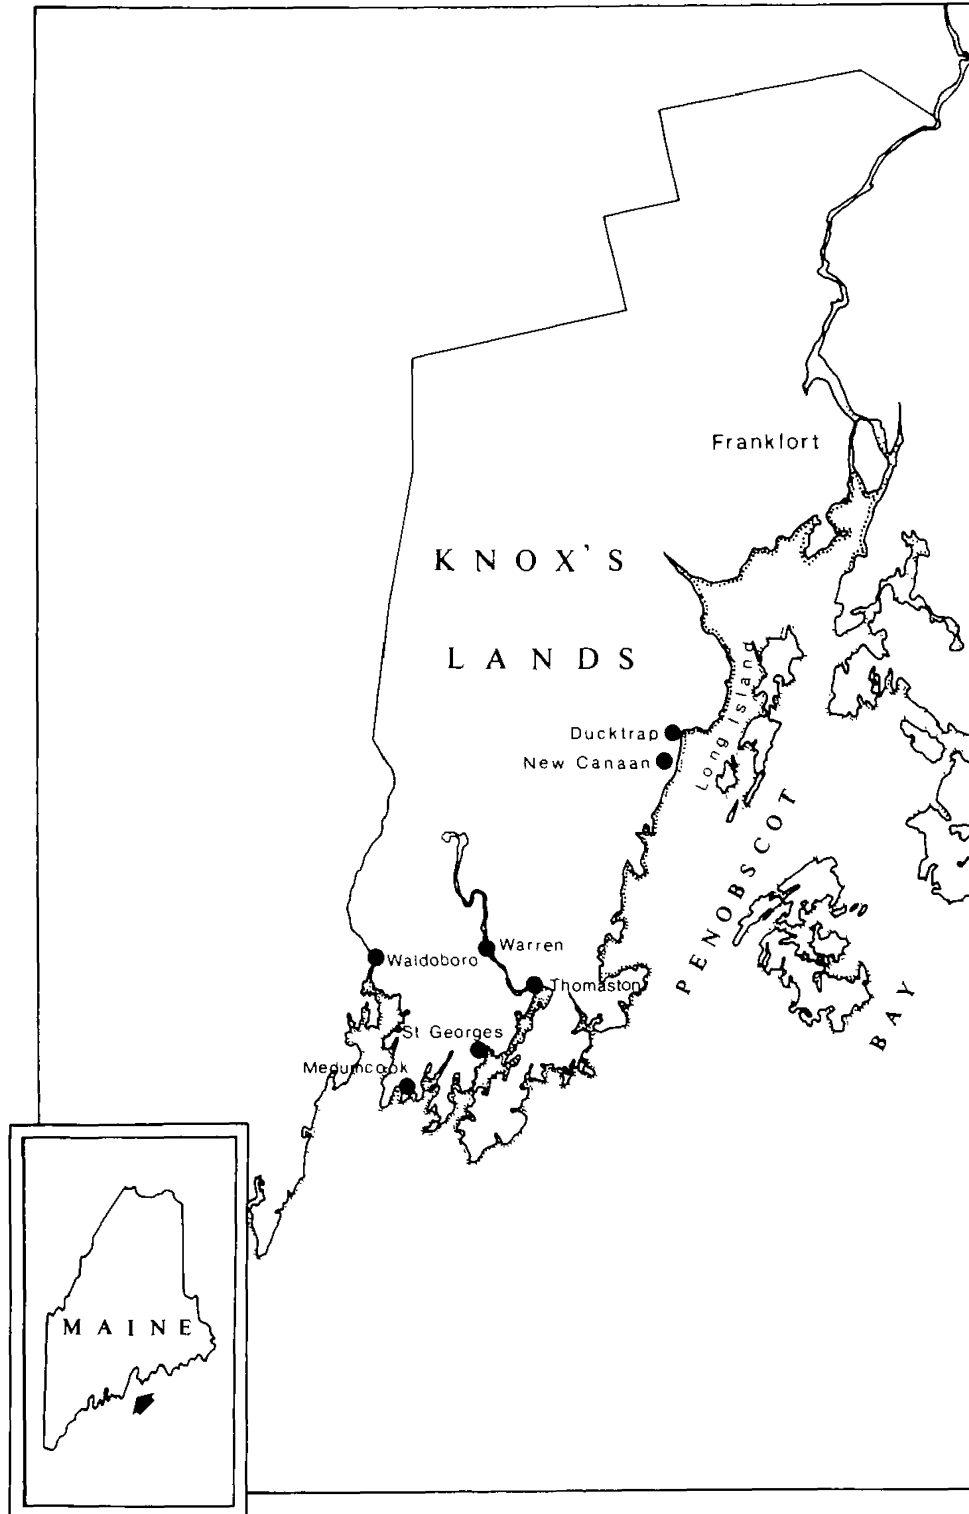 Frankfort
KNOX'S
LANDS
Long Island
Ducktrap
New Canaan
PENOBSCOT
BAY
Warren
Waldoboro
Thomaston
St Georges
Medumcook
MAINE